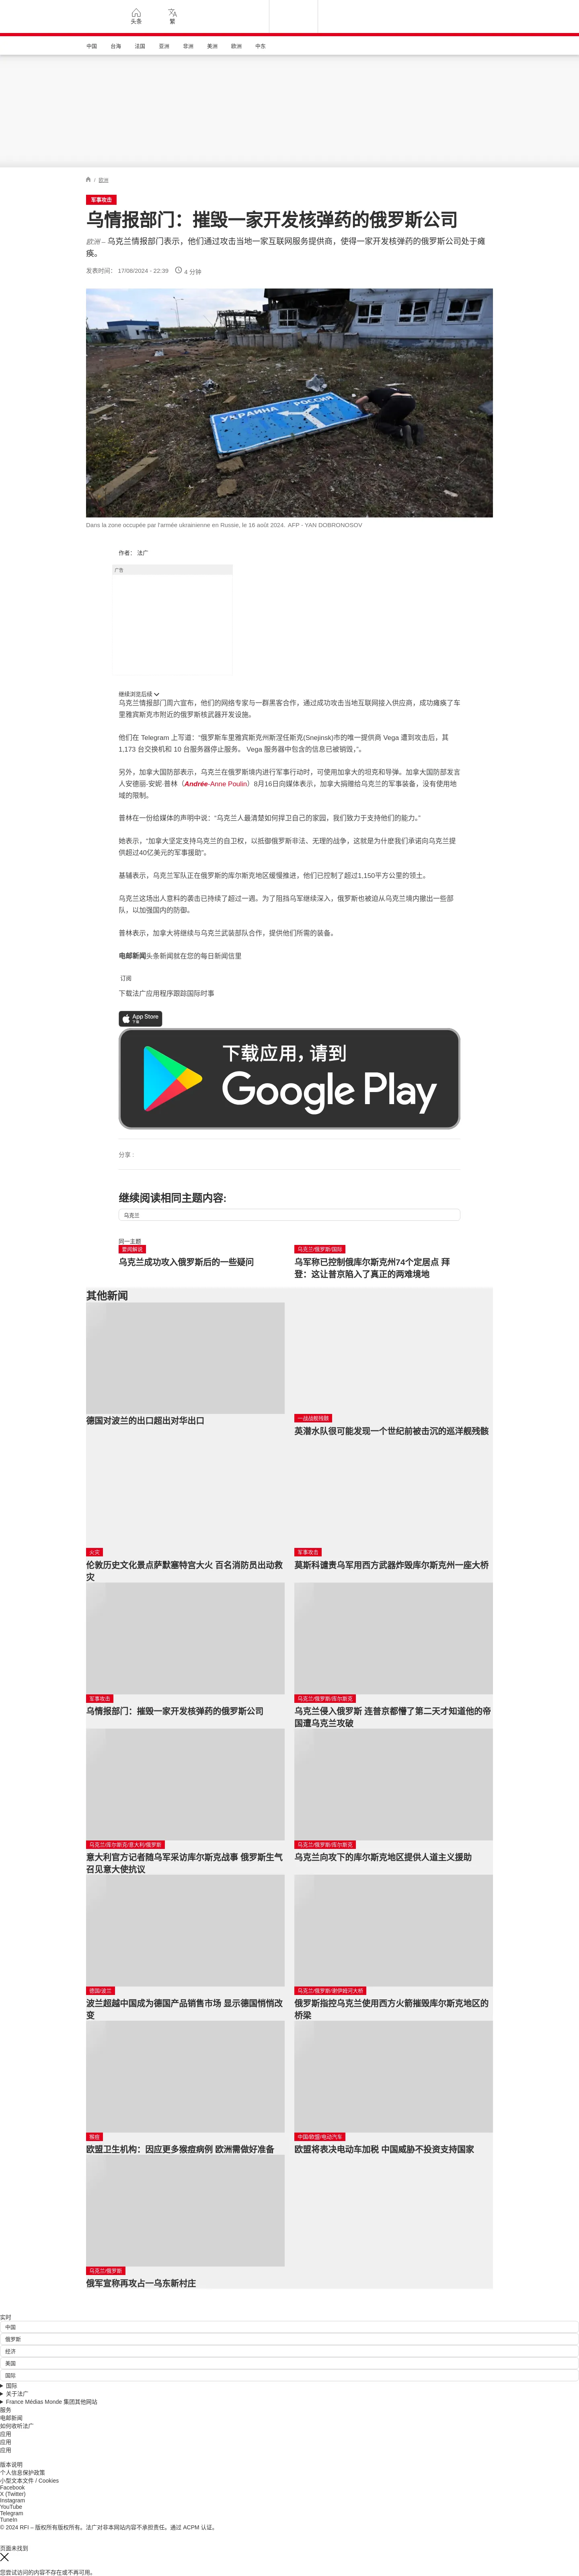 头条
繁
中国
台海
法国
亚洲
非洲
美洲
欧洲
中东
/ 欧洲
军事攻击
乌情报部门：摧毁一家开发核弹药的俄罗斯公司
欧洲 – 乌克兰情报部门表示，他们通过攻击当地一家互联网服务提供商，使得一家开发核弹药的俄罗斯公司处于瘫
痪。
发表时间： 17/08/2024 - 22:39
4 分钟
УКРАИНА РОССИЯ
Dans la zone occupée par l'armée ukrainienne en Russie, le 16 août 2024. AFP - YAN DOBRONOSOV
作者： 法广
广告
继续浏览后续
乌克兰情报部门周六宣布，他们的网络专家与一群黑客合作，通过成功攻击当地互联网接入供应商，成功瘫痪了车
里雅宾斯克市附近的俄罗斯核武器开发设施。
他们在 Telegram 上写道：“俄罗斯车里雅宾斯克州斯涅任斯克(Snejinsk)市的唯一提供商 Vega 遭到攻击后，其
1,173 台交换机和 10 台服务器停止服务。 Vega 服务器中包含的信息已被销毁，”。
另外，加拿大国防部表示，乌克兰在俄罗斯境内进行军事行动时，可使用加拿大的坦克和导弹。加拿大国防部发言
人安德丽-安妮·普林（Andrée-Anne Poulin）8月16日向媒体表示，加拿大捐赠给乌克兰的军事装备，没有使用地
域的限制。
普林在一份给媒体的声明中说：“乌克兰人最清楚如何捍卫自己的家园，我们致力于支持他们的能力。”
她表示，“加拿大坚定支持乌克兰的自卫权，以抵御俄罗斯非法、无理的战争，这就是为什麽我们承诺向乌克兰提
供超过40亿美元的军事援助”。
基辅表示，乌克兰军队正在俄罗斯的库尔斯克地区缓慢推进，他们已控制了超过1,150平方公里的领土。
乌克兰这场出人意料的袭击已持续了超过一週。为了阻挡乌军继续深入，俄罗斯也被迫从乌克兰境内撤出一些部
队，以加强国内的防御。
普林表示，加拿大将继续与乌克兰武装部队合作，提供他们所需的装备。
电邮新闻头条新闻就在您的每日新闻信里
订阅
下载法广应用程序跟踪国际时事
App Store
下载
下载应用，请到
Google Play
分享 :
继续阅读相同主题内容:
乌克兰
同一主题
要闻解说
乌克兰成功攻入俄罗斯后的一些疑问
乌克兰/俄罗斯/国际
乌军称已控制俄库尔斯克州74个定居点 拜
登：这让普京陷入了真正的两难境地
其他新闻
德国对波兰的出口超出对华出口
一战战舰残骸
英潜水队很可能发现一个世纪前被击沉的巡洋舰残骸
火灾
伦敦历史文化景点萨默塞特宫大火 百名消防员出动救
灾
军事攻击
莫斯科谴责乌军用西方武器炸毁库尔斯克州一座大桥
军事攻击
乌情报部门：摧毁一家开发核弹药的俄罗斯公司
乌克兰/俄罗斯/库尔斯克
乌克兰侵入俄罗斯 连普京都懵了第二天才知道他的帝
国遭乌克兰攻破
乌克兰/库尔斯克/意大利/俄罗斯
意大利官方记者随乌军采访库尔斯克战事 俄罗斯生气
召见意大使抗议
乌克兰/俄罗斯/库尔斯克
乌克兰向攻下的库尔斯克地区提供人道主义援助
德国/波兰
波兰超越中国成为德国产品销售市场 显示德国悄悄改
变
乌克兰/俄罗斯/谢伊姆河大桥
俄罗斯指控乌克兰使用西方火箭摧毁库尔斯克地区的
桥梁
猴痘
欧盟卫生机构：因应更多猴痘病例 欧洲需做好准备
中国/欧盟/电动汽车
欧盟将表决电动车加税 中国威胁不投资支持国家
乌克兰/俄罗斯
俄军宣称再攻占一乌东新村庄
实时
中国
俄罗斯
经济
美国
国际
国际
关于法广
France Médias Monde 集团其他网站
服务
电邮新闻
如何收听法广
应用
应用
应用
版本说明
个人信息保护政策
小型文本文件 / Cookies
Facebook
X (Twitter)
Instagram
YouTube
Telegram
TuneIn
© 2024 RFI – 版权所有版权所有。法广对非本网站内容不承担责任。通过 ACPM 认证。
页面未找到
您尝试访问的内容不存在或不再可用。